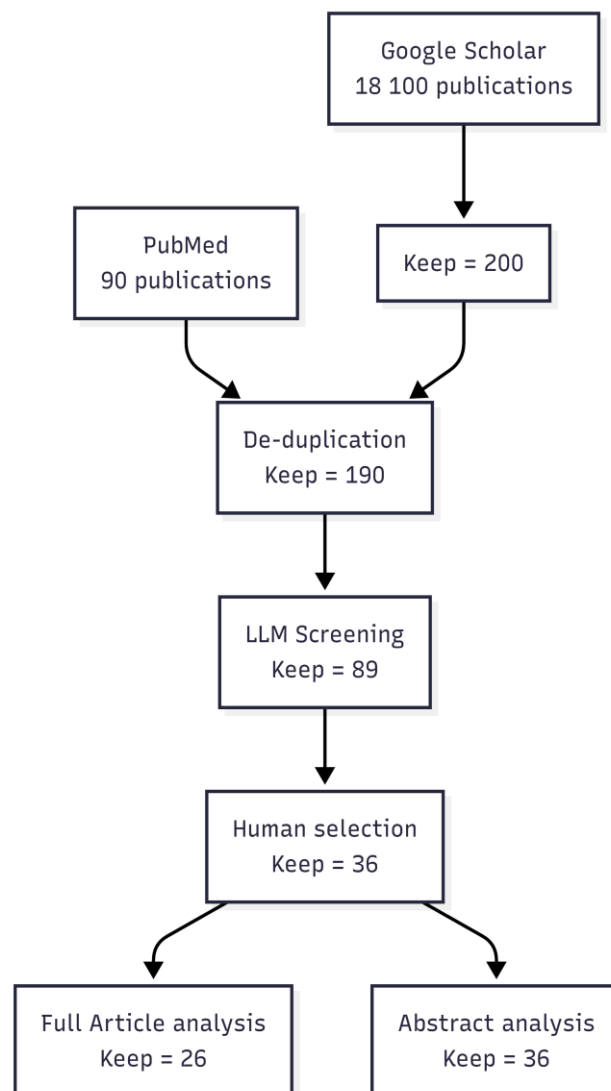 Google Scholar
18 100 publications
PubMed
90 publications
Keep = 200
De-duplication
Keep = 190
LLM Screening
Keep = 89
Human selection
Keep = 36
Full Article analysis
Keep = 26
Abstract analysis
Keep = 36